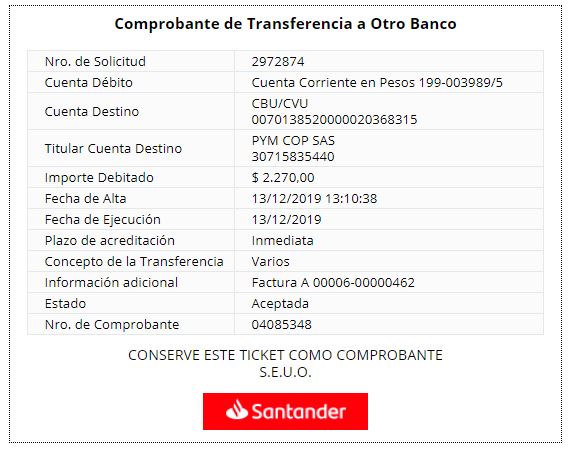 Comprobante de Transferencia a Otro Banco
Nro. de Solicitud 2972874
Cuenta Débito Cuenta Corriente en Pesos 199-003989/5
Cuenta Destino CBU/CVU
0070138520000020368315
Titular Cuenta Destino PYM COP SAS
30715835440
Importe Debitado $ 2.270,00
Fecha de Alta 13/12/2019 13:10:38
Fecha de Ejecución 13/12/2019
Plazo de acreditación Inmediata
Concepto de la Transferencia Varios
Información adicional Factura A 00006-00000462
Estado Aceptada
Nro. de Comprobante 04085348
CONSERVE ESTE TICKET COMO COMPROBANTE
S.E.U.O.
Santander